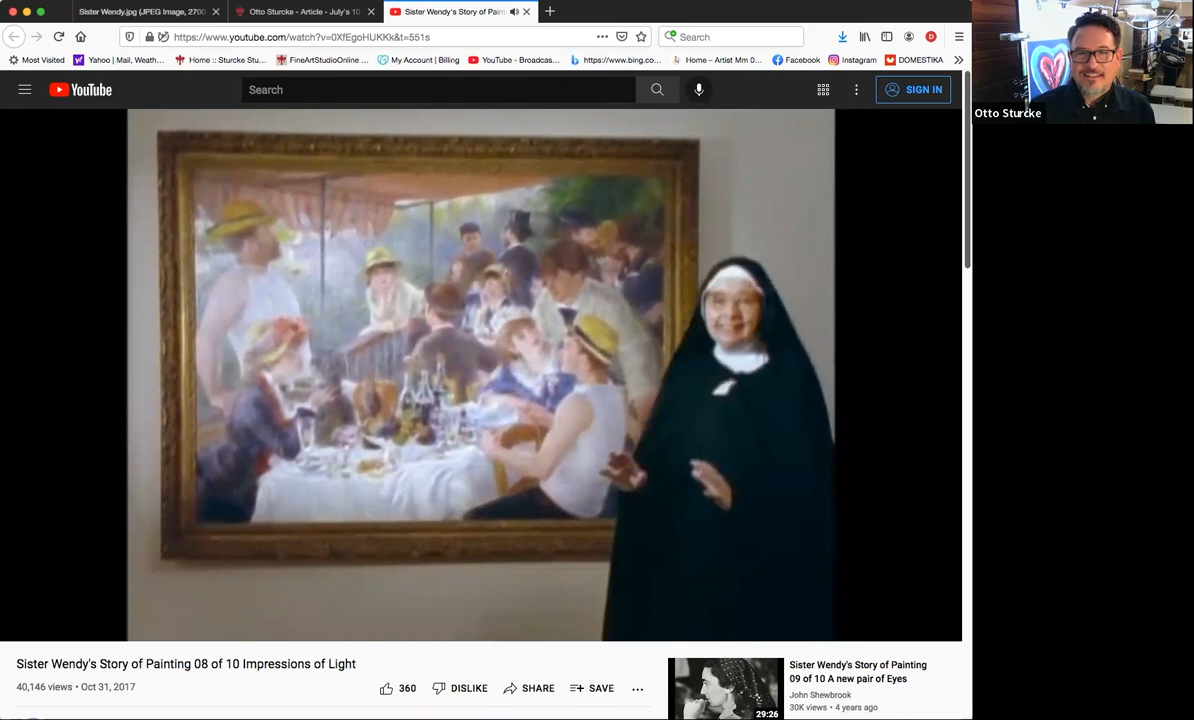 Sister Wendy.jpg (JPEG Image, 2700
Otto Sturcke - Article - July's 10
Sister Wendy's Story of Pain
https://www.youtube.com/watch?v=0XfEgoHUKKk&t=551s
Search
Most Visited
Yahoo | Mail, Weath...
Home :: Sturcke Stu...
FineArtStudioOnline ...
My Account | Billing
YouTube - Broadcas...
https://www.bing.co...
Home – Artist Mm 0...
Facebook
Instagram
DOMESTIKA
YouTube
Search
SIGN IN
Otto Sturcke
Sister Wendy's Story of Painting 08 of 10 Impressions of Light
40,146 views • Oct 31, 2017
360
DISLIKE
SHARE
SAVE
29:26
Sister Wendy's Story of Painting
09 of 10 A new pair of Eyes
John Shewbrook
30K views • 4 years ago